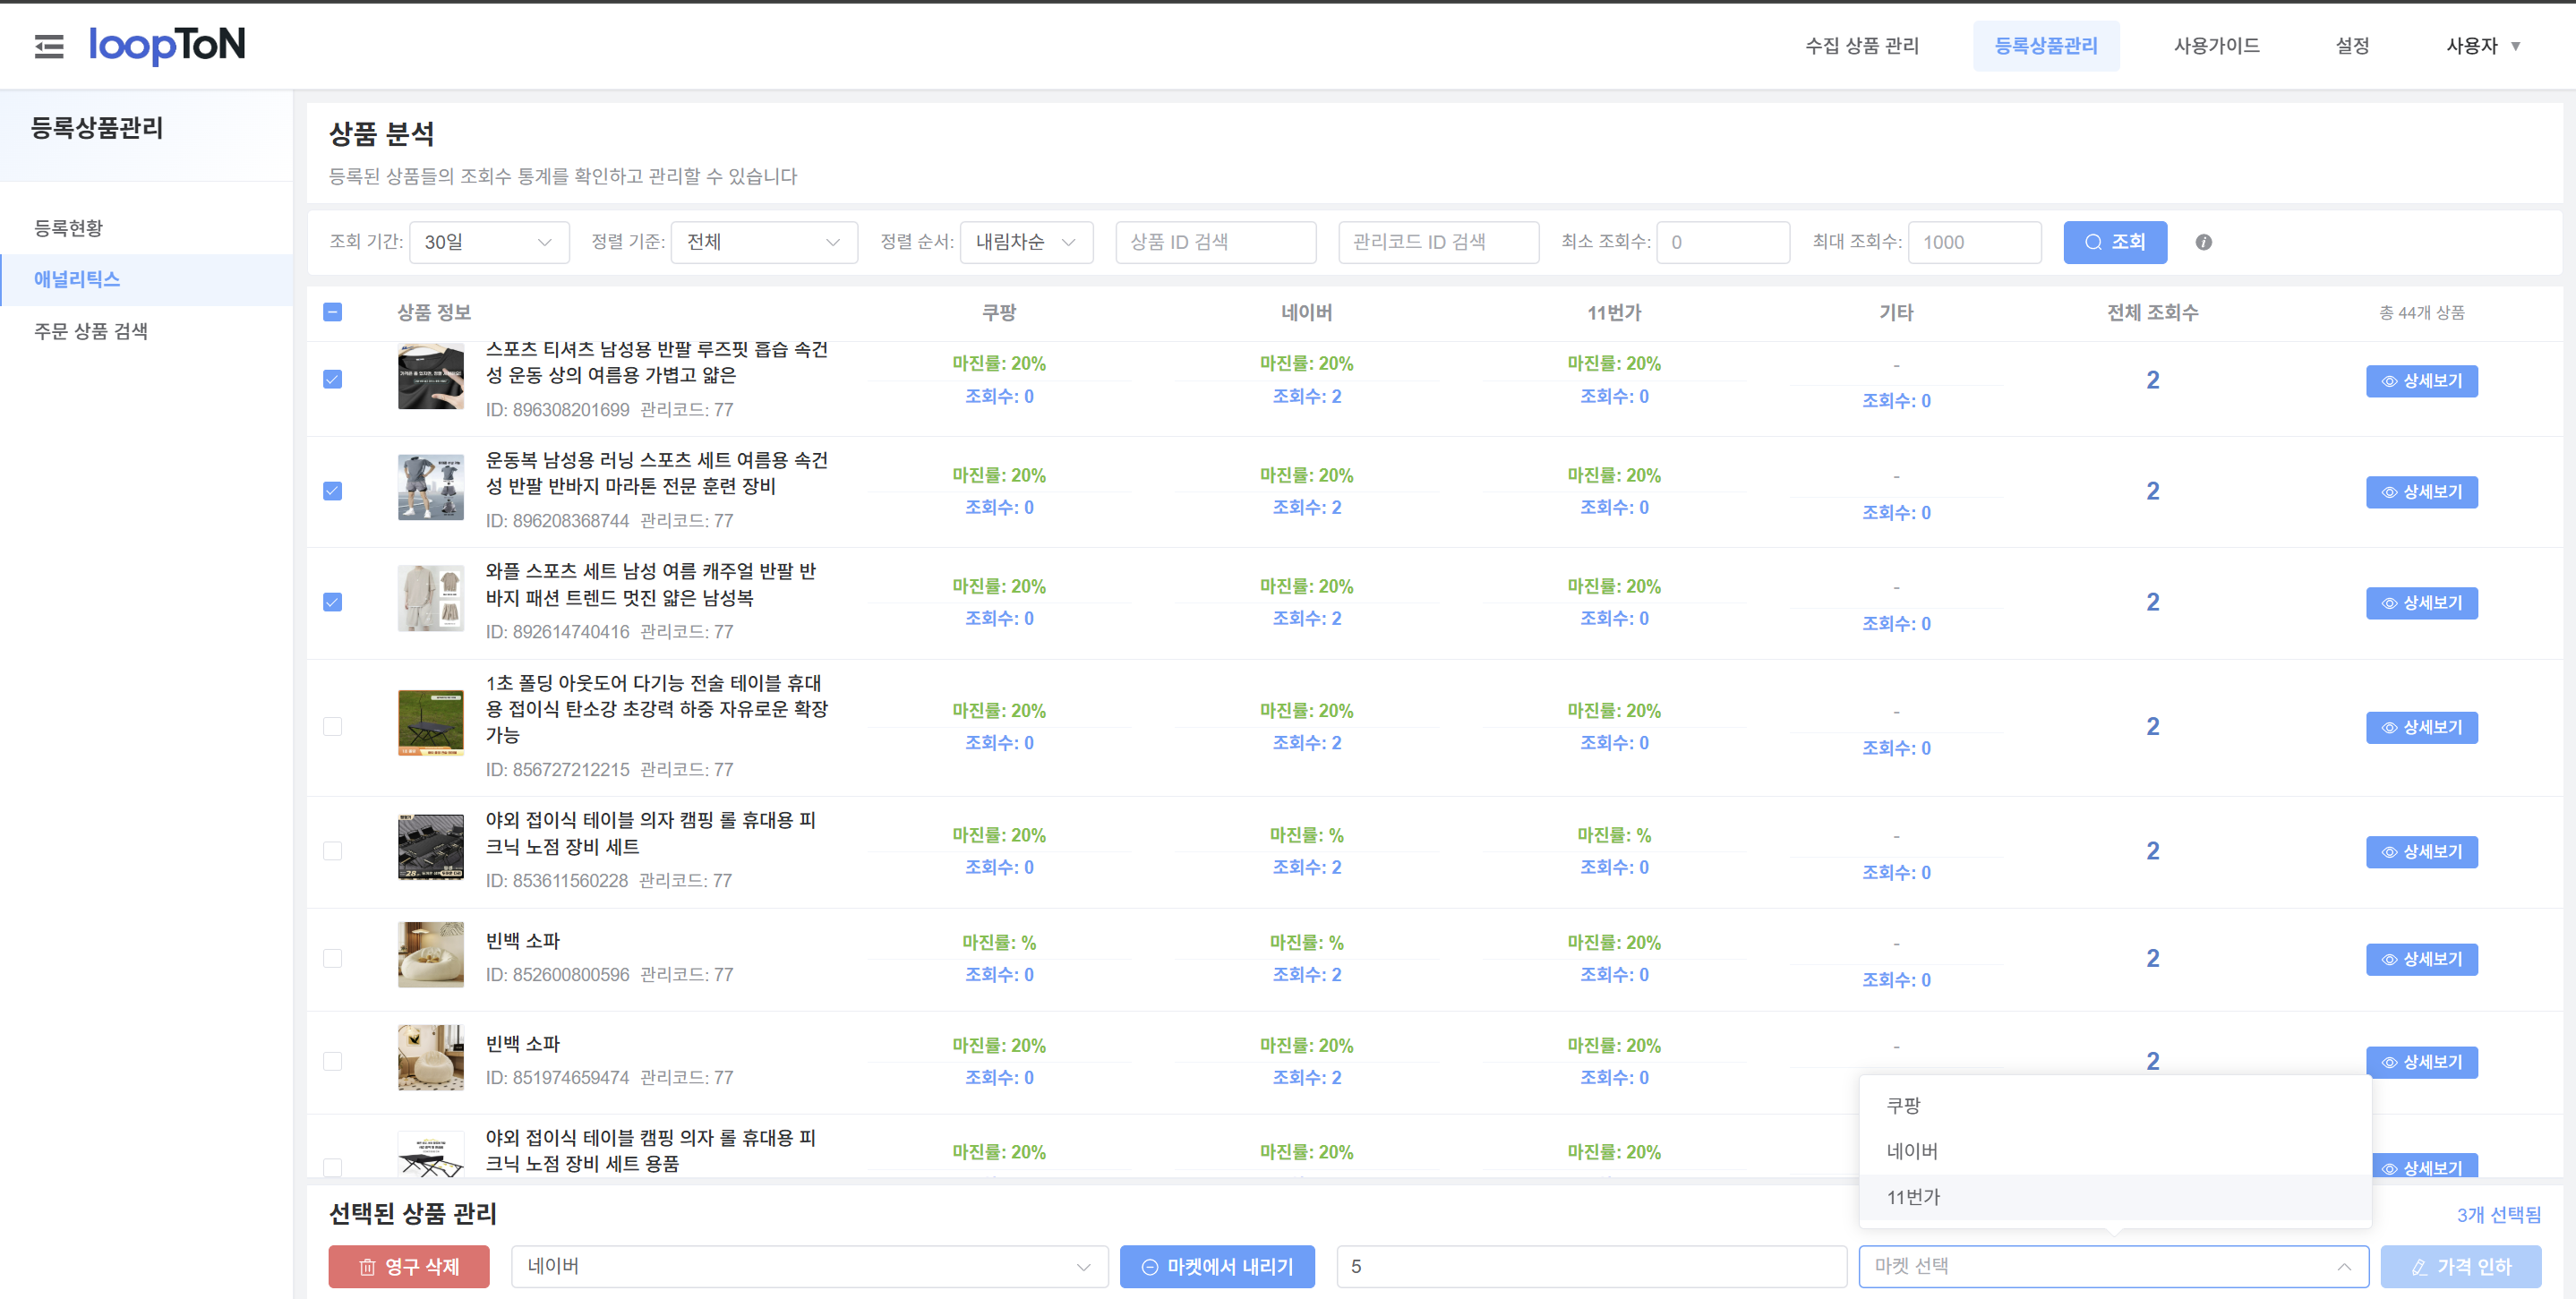 loopToN
수집 상품 관리
등록상품관리
사용가이드
설정
사용자 ▼
등록상품관리
등록현황
애널리틱스
주문 상품 검색
상품 분석
등록된 상품들의 조회수 통계를 확인하고 관리할 수 있습니다
조회 기간: 30일 정렬 기준: 전체 정렬 순서: 내림차순 상품 ID 검색 관리코드 ID 검색 최소 조회수: 0 최대 조회수: 1000 조회
상품 정보 쿠팡 네이버 11번가 기타 전체 조회수 총 44개 상품
스포츠 티셔츠 남성용 반팔 루즈핏 흡습 속건
성 운동 상의 여름용 가볍고 얇은
ID: 896308201699 관리코드: 77
마진률: 20% 마진률: 20% 마진률: 20% -
조회수: 0 조회수: 2 조회수: 0 조회수: 0
2
상세보기
운동복 남성용 러닝 스포츠 세트 여름용 속건
성 반팔 반바지 마라톤 전문 훈련 장비
ID: 896208368744 관리코드: 77
마진률: 20% 마진률: 20% 마진률: 20% -
조회수: 0 조회수: 2 조회수: 0 조회수: 0
2
상세보기
와플 스포츠 세트 남성 여름 캐주얼 반팔 반
바지 패션 트렌드 멋진 얇은 남성복
ID: 892614740416 관리코드: 77
마진률: 20% 마진률: 20% 마진률: 20% -
조회수: 0 조회수: 2 조회수: 0 조회수: 0
2
상세보기
1초 폴딩 아웃도어 다기능 전술 테이블 휴대
용 접이식 탄소강 초강력 하중 자유로운 확장
가능
ID: 856727212215 관리코드: 77
마진률: 20% 마진률: 20% 마진률: 20% -
조회수: 0 조회수: 2 조회수: 0 조회수: 0
2
상세보기
야외 접이식 테이블 의자 캠핑 롤 휴대용 피
크닉 노점 장비 세트
ID: 853611560228 관리코드: 77
마진률: 20% 마진률: % 마진률: % -
조회수: 0 조회수: 2 조회수: 0 조회수: 0
2
상세보기
빈백 소파
ID: 852600800596 관리코드: 77
마진률: % 마진률: % 마진률: 20% -
조회수: 0 조회수: 2 조회수: 0 조회수: 0
2
상세보기
빈백 소파
ID: 851974659474 관리코드: 77
마진률: 20% 마진률: 20% 마진률: 20% -
조회수: 0 조회수: 2 조회수: 0
2
상세보기
야외 접이식 테이블 캠핑 의자 롤 휴대용 피
크닉 노점 장비 세트 용품
마진률: 20% 마진률: 20% 마진률: 20%
상세보기
쿠팡
네이버
11번가
선택된 상품 관리
3개 선택됨
영구 삭제 네이버 마켓에서 내리기 5 마켓 선택 가격 인하